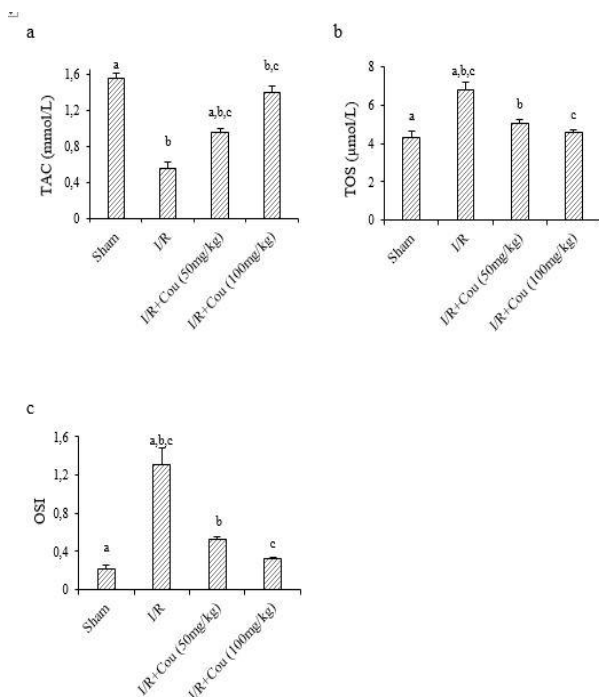 a
TAC (mmol/L)
1,6
1,2
0,8
0,4
0
a
b
a,b,c
b,c
Sham
I/R
I/R+Cou (50mg/kg)
I/R+Cou (100mg/kg)
b
TOS (µmol/L)
8
6
4
2
0
a
a,b,c
b
c
Sham
I/R
I/R+Cou (50mg/kg)
I/R+Cou (100mg/kg)
c
OSI
1,6
1,2
0,8
0,4
0
a
a,b,c
b
c
Sham
I/R
I/R+Cou (50mg/kg)
I/R+Cou (100mg/kg)